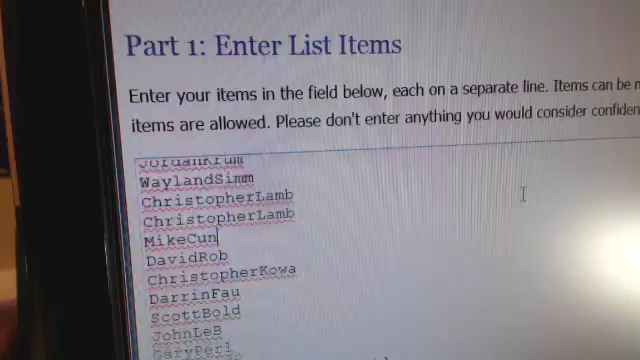 Part 1: Enter List Items
Enter your items in the field below, each on a separate line. Items can be
items are allowed. Please don't enter anything you would consider confiden
WaylandSimm
ChristopherLamb
ChristopherLamb
MikeCun
DavidRob
ChristopherKowa
DarrinFau
ScottBold
JohnLeB
GaryPerl